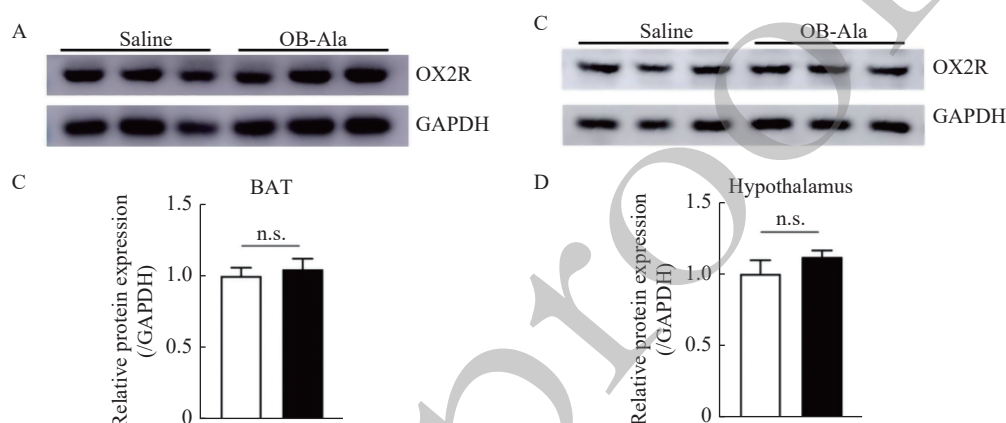 A
Saline
OB-Ala
OX2R
GAPDH
C
Saline
OB-Ala
OX2R
GAPDH
C
BAT
Relative protein expression
(/GAPDH)
1.5
1.0
0.5
0
n.s.
D
Hypothalamus
Relative protein expression
(/GAPDH)
1.5
1.0
0.5
0
n.s.